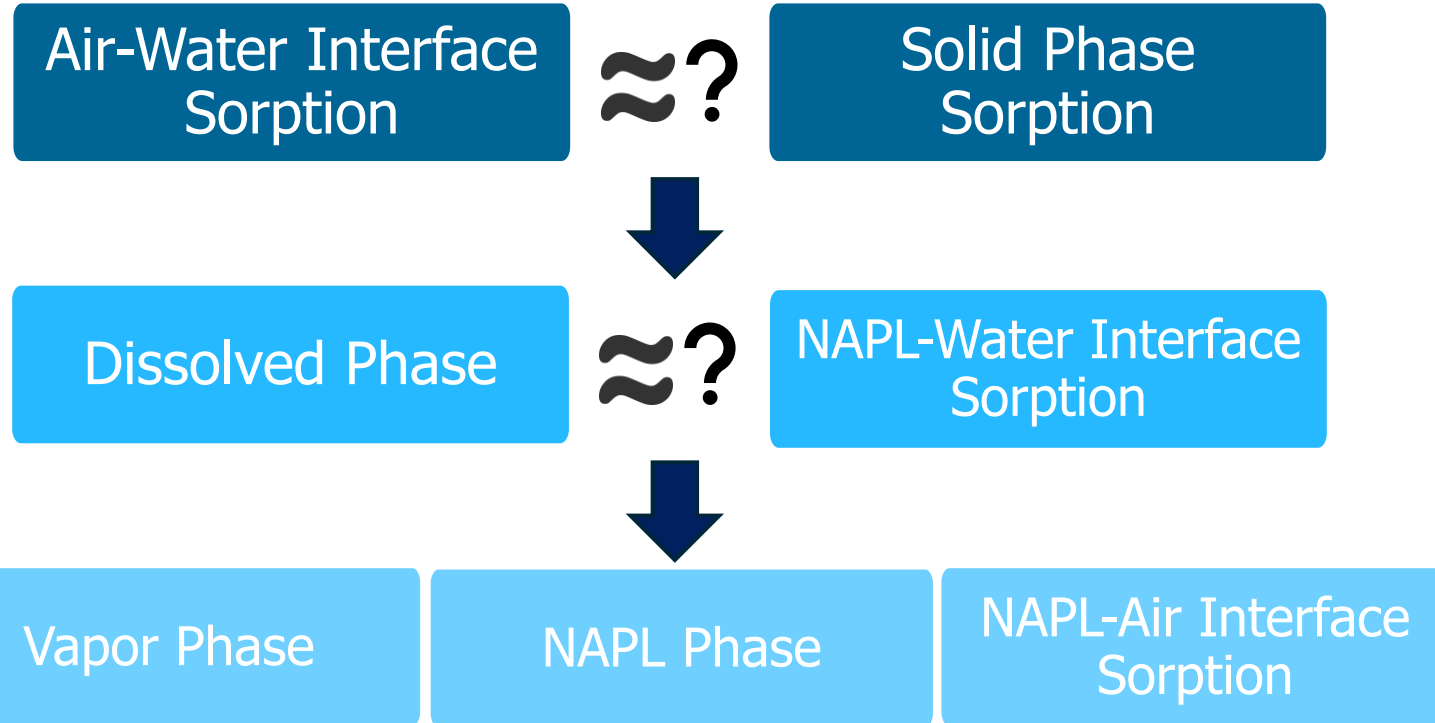 Air-Water Interface
Sorption
≈?
Solid Phase
Sorption
Dissolved Phase
≈?
NAPL-Water Interface
Sorption
Vapor Phase
NAPL Phase
NAPL-Air Interface
Sorption